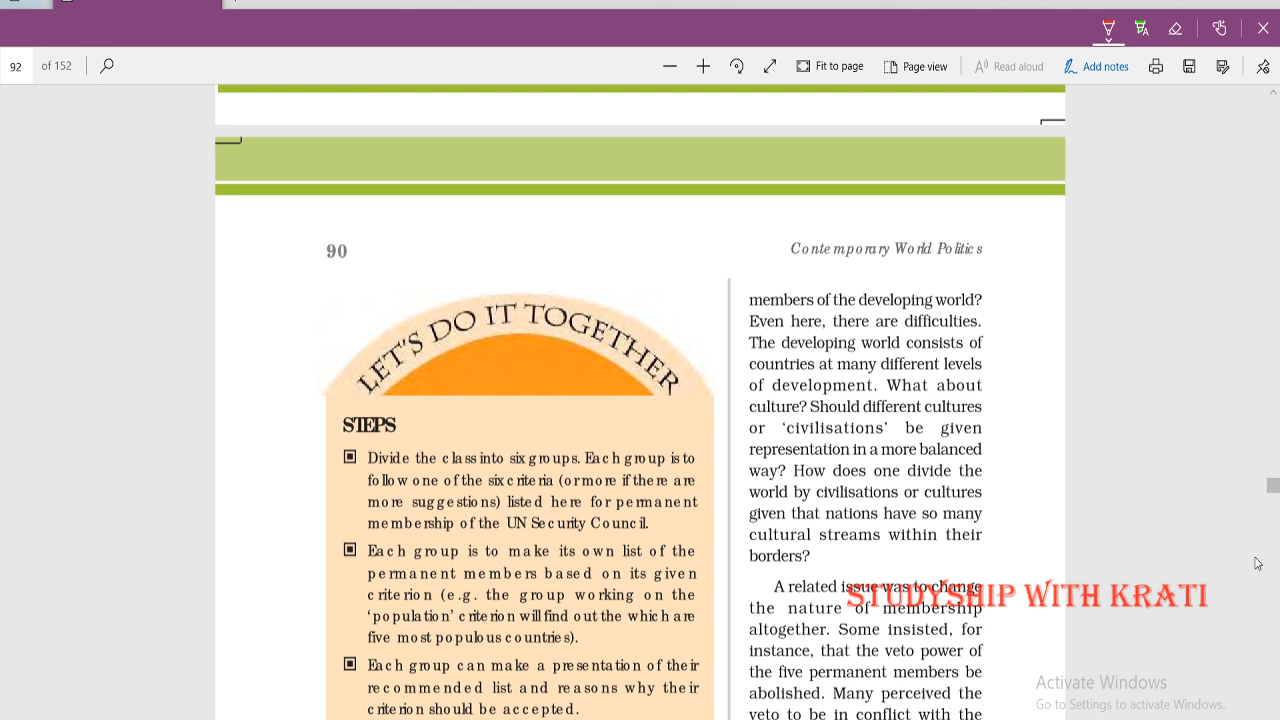 92 of 152
Fit to page
Page view
Read aloud
Add notes
90
Contemporary World Politics
LET'S DO IT TOGETHER
STEPS
Divide the class into six groups. Each group is to
follow one of the six criteria (or more if there are
more suggestions) listed here for permanent
membership of the UN Security Council.
Each group is to make its own list of the
permanent members based on its given
criterion (e.g. the group working on the
‘population’ criterion will find out the which are
five most populous countries).
Each group can make a presentation of their
recommended list and reasons why their
criterion should be accepted.
members of the developing world?
Even here, there are difficulties.
The developing world consists of
countries at many different levels
of development. What about
culture? Should different cultures
or ‘civilisations’ be given
representation in a more balanced
way? How does one divide the
world by civilisations or cultures
given that nations have so many
cultural streams within their
borders?
A related issue was to change
the nature of membership
altogether. Some insisted, for
instance, that the veto power of
the five permanent members be
abolished. Many perceived the
veto to be in conflict with the
STUDYSHIP WITH KRATI
Activate Windows
Go to Settings to activate Windows.